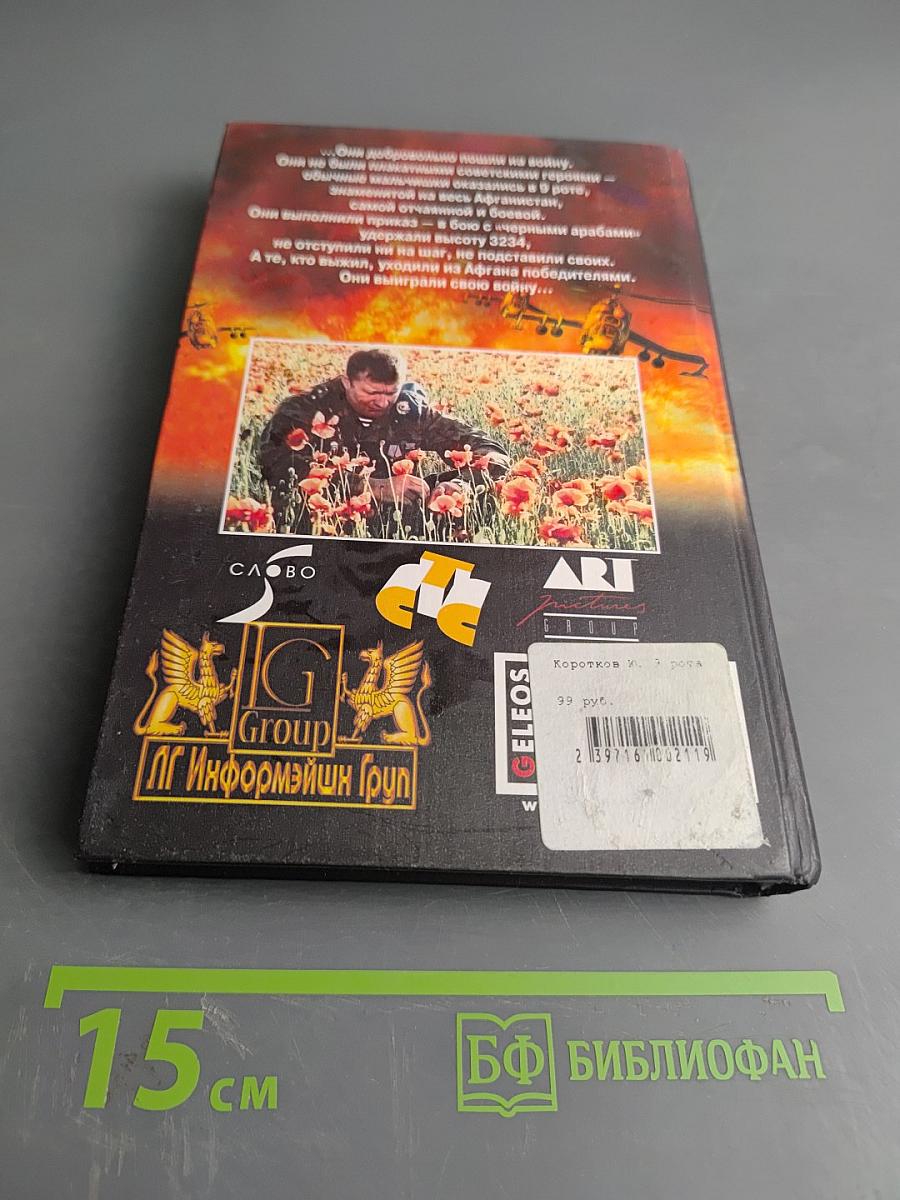 ...Они добровольно пошли на войну.
Они не были плакатными советскими героями –
обычные мальчишки оказались в 9 роте,
знаменитой на весь Афганистан,
самой отчаянной и боевой.
Они выполнили приказ – в бою с «черными арабами»
удержали высоту 3234,
не отступили ни на шаг, не подставили своих.
А те, кто выжил, уходили из Афгана победителями.
Они выиграли свою войну...
СЛОВО
СТС
ART
pictures
GROUP
IG
Group
ЛГ Информэйшн Груп
GELEOS
w
Коротков Ю. 9 рота
99 руб.
2 397161 002119
15 см
БФ БИБЛИОФАН